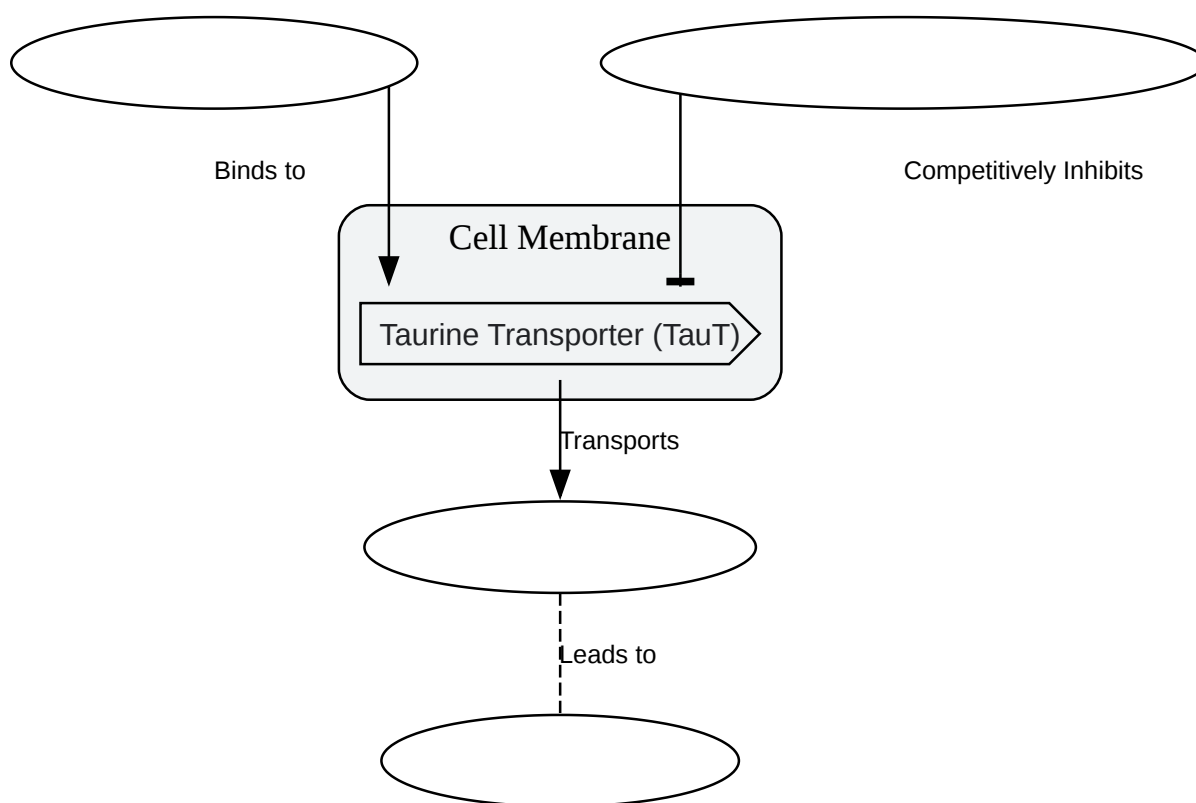 Binds to
Competitively Inhibits
Cell Membrane
Taurine Transporter (TauT)
Transports
Leads to